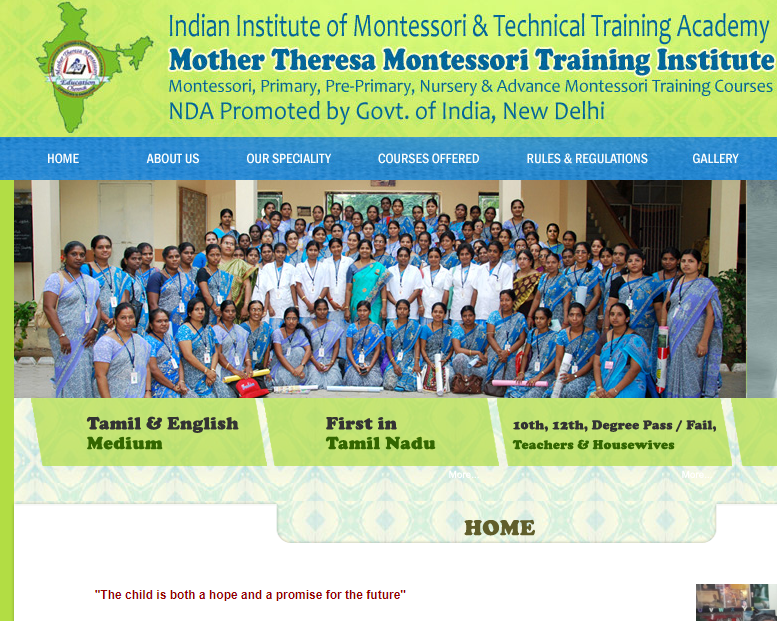 Indian Institute of Montessori & Technical Training Academy
Mother Theresa Montessori Training Institute
Montessori, Primary, Pre-Primary, Nursery & Advance Montessori Training Courses
NDA Promoted by Govt. of India, New Delhi
Mother Theresa Montessori
Education
Chennai
HOME
ABOUT US
OUR SPECIALITY
COURSES OFFERED
RULES & REGULATIONS
GALLERY
Tamil & English
Medium
First in
Tamil Nadu
10th, 12th, Degree Pass / Fail,
Teachers & Housewives
More...
More...
HOME
"The child is both a hope and a promise for the future"